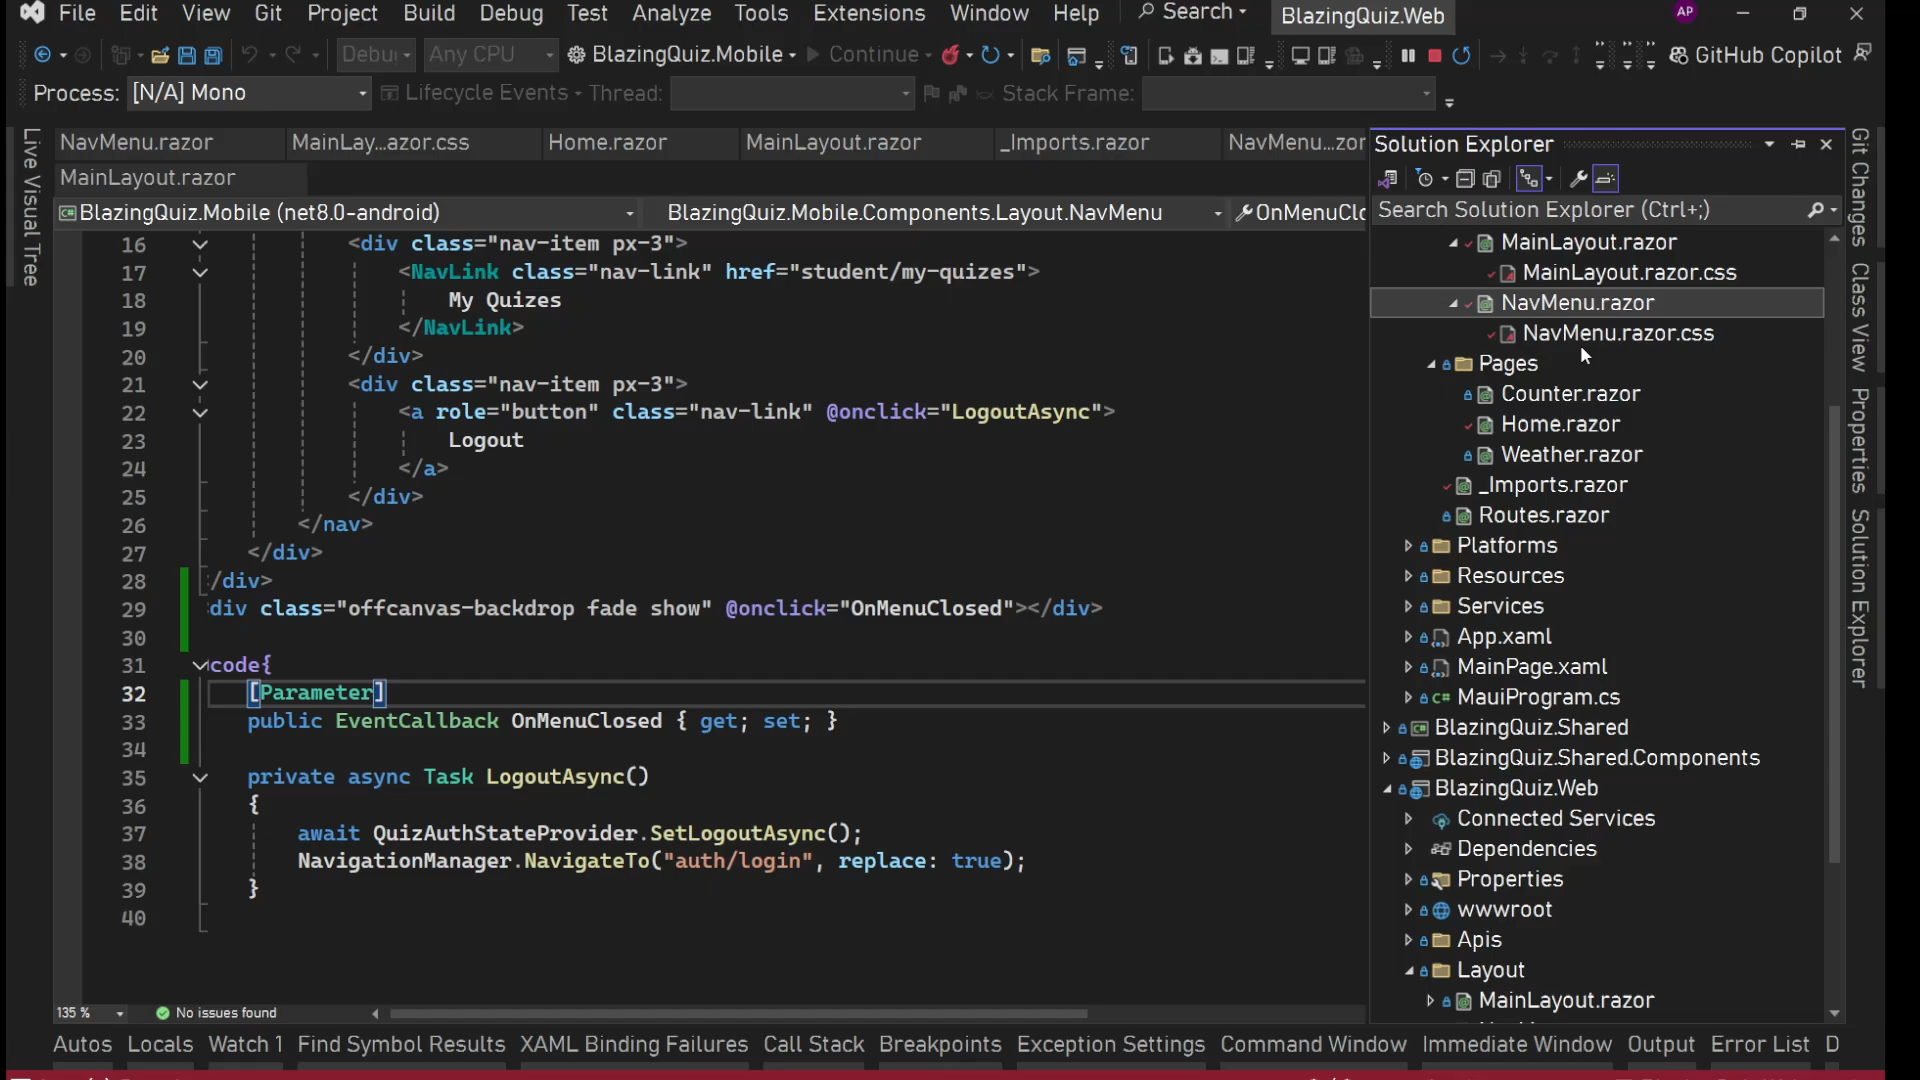 File Edit View Git Project Build Debug Test Analyze Tools Extensions Window Help Search BlazingQuiz.Web AP
Debug Any CPU BlazingQuiz.Mobile Continue GitHub Copilot
Process: [N/A] Mono Lifecycle Events Thread: Stack Frame:
NavMenu.razor MainLay...azor.css Home.razor MainLayout.razor _Imports.razor NavMenu...zor
MainLayout.razor
BlazingQuiz.Mobile (net8.0-android) BlazingQuiz.Mobile.Components.Layout.NavMenu OnMenuClo
16 <div class="nav-item px-3">
17 <NavLink class="nav-link" href="student/my-quizes">
18 My Quizes
19 </NavLink>
20 </div>
21 <div class="nav-item px-3">
22 <a role="button" class="nav-link" @onclick="LogoutAsync">
23 Logout
24 </a>
25 </div>
26 </nav>
27 </div>
28 /div>
29 div class="offcanvas-backdrop fade show" @onclick="OnMenuClosed"></div>
30
31 code{
32 [Parameter]
33 public EventCallback OnMenuClosed { get; set; }
34
35 private async Task LogoutAsync()
36 {
37 await QuizAuthStateProvider.SetLogoutAsync();
38 NavigationManager.NavigateTo("auth/login", replace: true);
39 }
40
135 % No issues found
Live Visual Tree
Solution Explorer
Search Solution Explorer (Ctrl+;)
MainLayout.razor
MainLayout.razor.css
NavMenu.razor
NavMenu.razor.css
Pages
Counter.razor
Home.razor
Weather.razor
_Imports.razor
Routes.razor
Platforms
Resources
Services
App.xaml
MainPage.xaml
MauiProgram.cs
BlazingQuiz.Shared
BlazingQuiz.Shared.Components
BlazingQuiz.Web
Connected Services
Dependencies
Properties
wwwroot
Apis
Layout
MainLayout.razor
Git Changes
Class View
Properties
Solution Explorer
Autos Locals Watch 1 Find Symbol Results XAML Binding Failures Call Stack Breakpoints Exception Settings Command Window Immediate Window Output Error List D